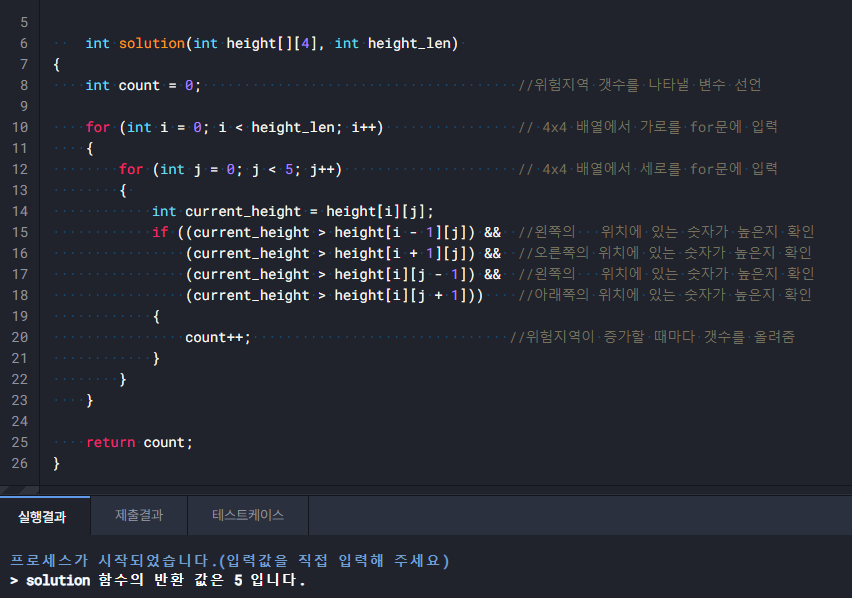 5
6 int solution(int height[][4], int height_len)
7 {
8 int count = 0; //위험지역 갯수를 나타낼 변수 선언
9
10 for (int i = 0; i < height_len; i++) // 4x4 배열에서 가로를 for문에 입력
11 {
12 for (int j = 0; j < 5; j++) // 4x4 배열에서 세로를 for문에 입력
13 {
14 int current_height = height[i][j];
15 if ((current_height > height[i - 1][j]) && //왼쪽의 위치에 있는 숫자가 높은지 확인
16 (current_height > height[i + 1][j]) && //오른쪽의 위치에 있는 숫자가 높은지 확인
17 (current_height > height[i][j - 1]) && //왼쪽의 위치에 있는 숫자가 높은지 확인
18 (current_height > height[i][j + 1])) //아래쪽의 위치에 있는 숫자가 높은지 확인
19 {
20 count++; //위험지역이 증가할 때마다 갯수를 올려줌
21 }
22 }
23 }
24
25 return count;
26 }
실행결과 제출결과 테스트케이스
프로세스가 시작되었습니다.(입력값을 직접 입력해 주세요)
> solution 함수의 반환 값은 5 입니다.